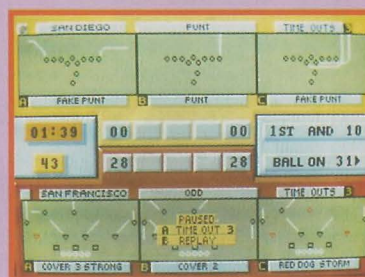 SAN DIEGO PUNT TIME OUTS 3
A FAKE PUNT B PUNT C FAKE PUNT
01:39 00 00 1ST AND 10
43 28 28 BALL ON 31
SAN FRANCISCO ODD TIME OUTS 3
PAUSED
A TIME OUT 3
B REPLAY
A COVER 3 STRONG B COVER 2 C RED DOG STORM